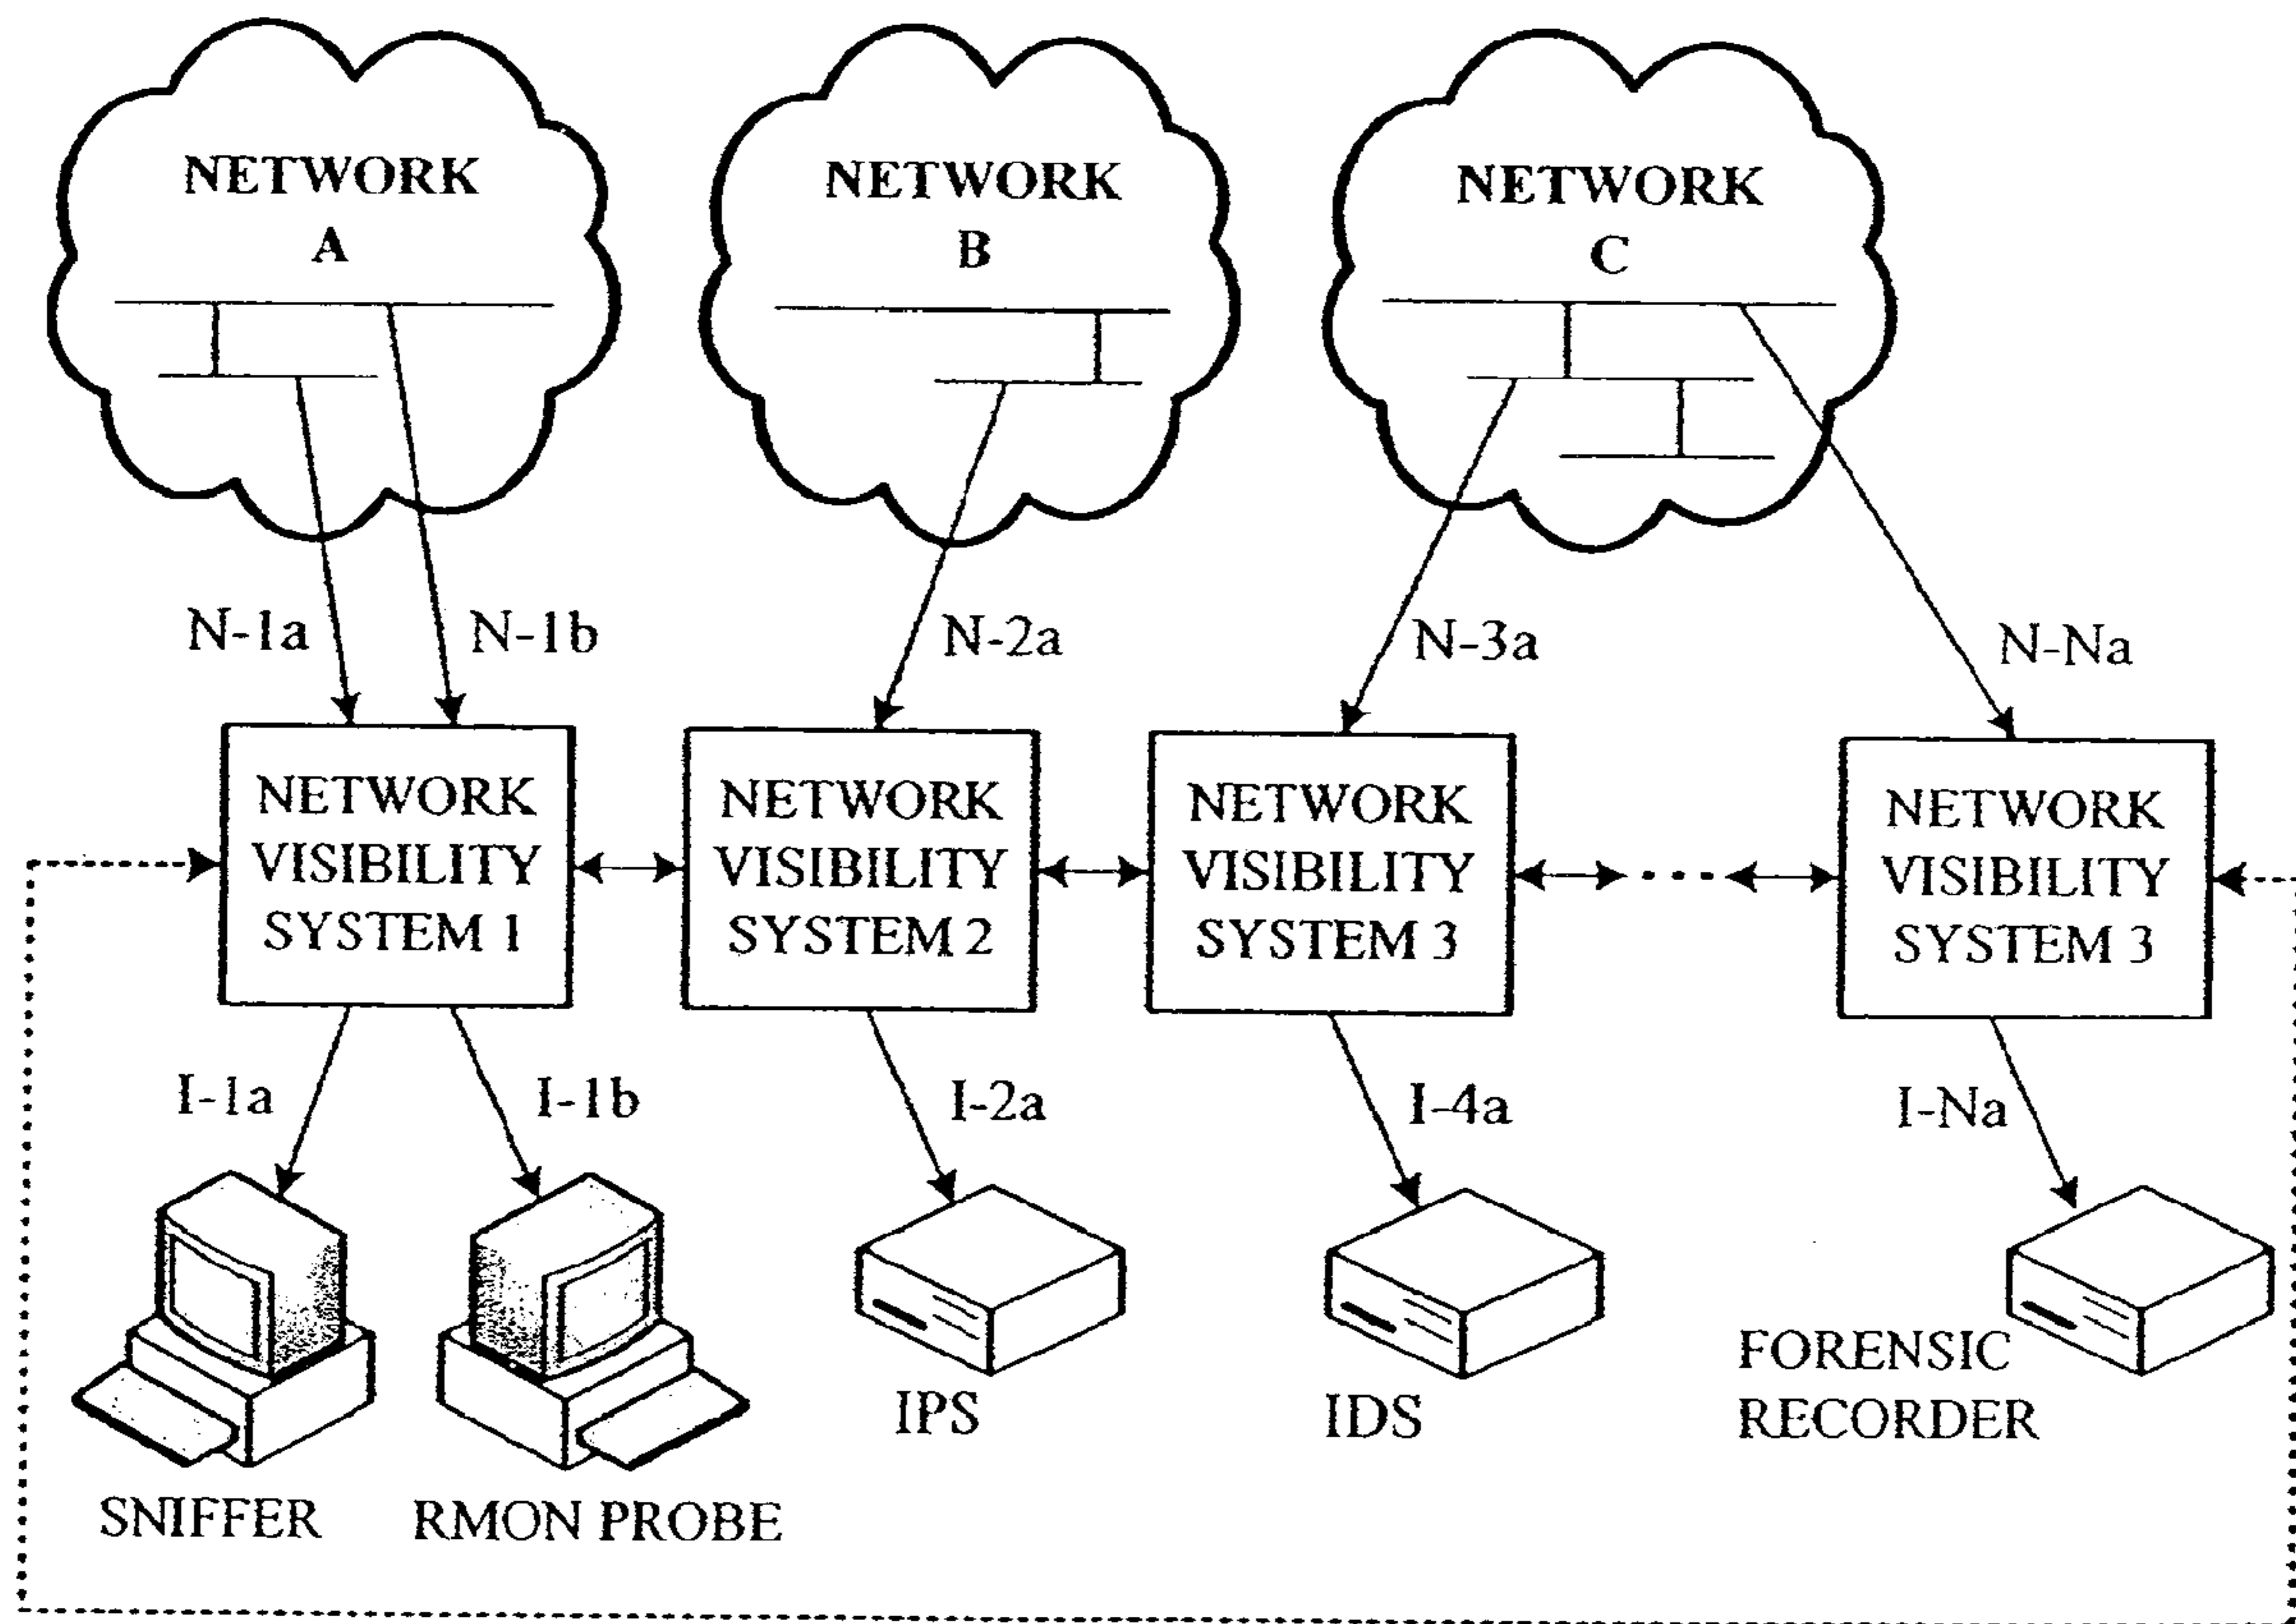 NETWORK
A
NETWORK
B
NETWORK
C
N-1a
N-1b
N-2a
N-3a
N-Na
NETWORK
VISIBILITY
SYSTEM 1
NETWORK
VISIBILITY
SYSTEM 2
NETWORK
VISIBILITY
SYSTEM 3
NETWORK
VISIBILITY
SYSTEM 3
I-1a
I-1b
I-2a
I-4a
I-Na
SNIFFER
RMON PROBE
IPS
IDS
FORENSIC
RECORDER